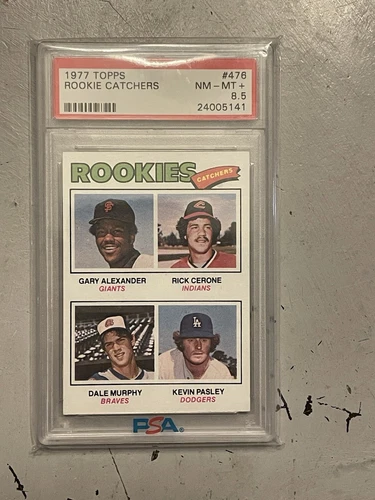 1977 TOPPS #476
ROOKIE CATCHERS NM-MT+
8.5
24005141
ROOKIES
CATCHERS
GARY ALEXANDER RICK CERONE
GIANTS INDIANS
LA
DALE MURPHY KEVIN PASLEY
BRAVES DODGERS
PSA